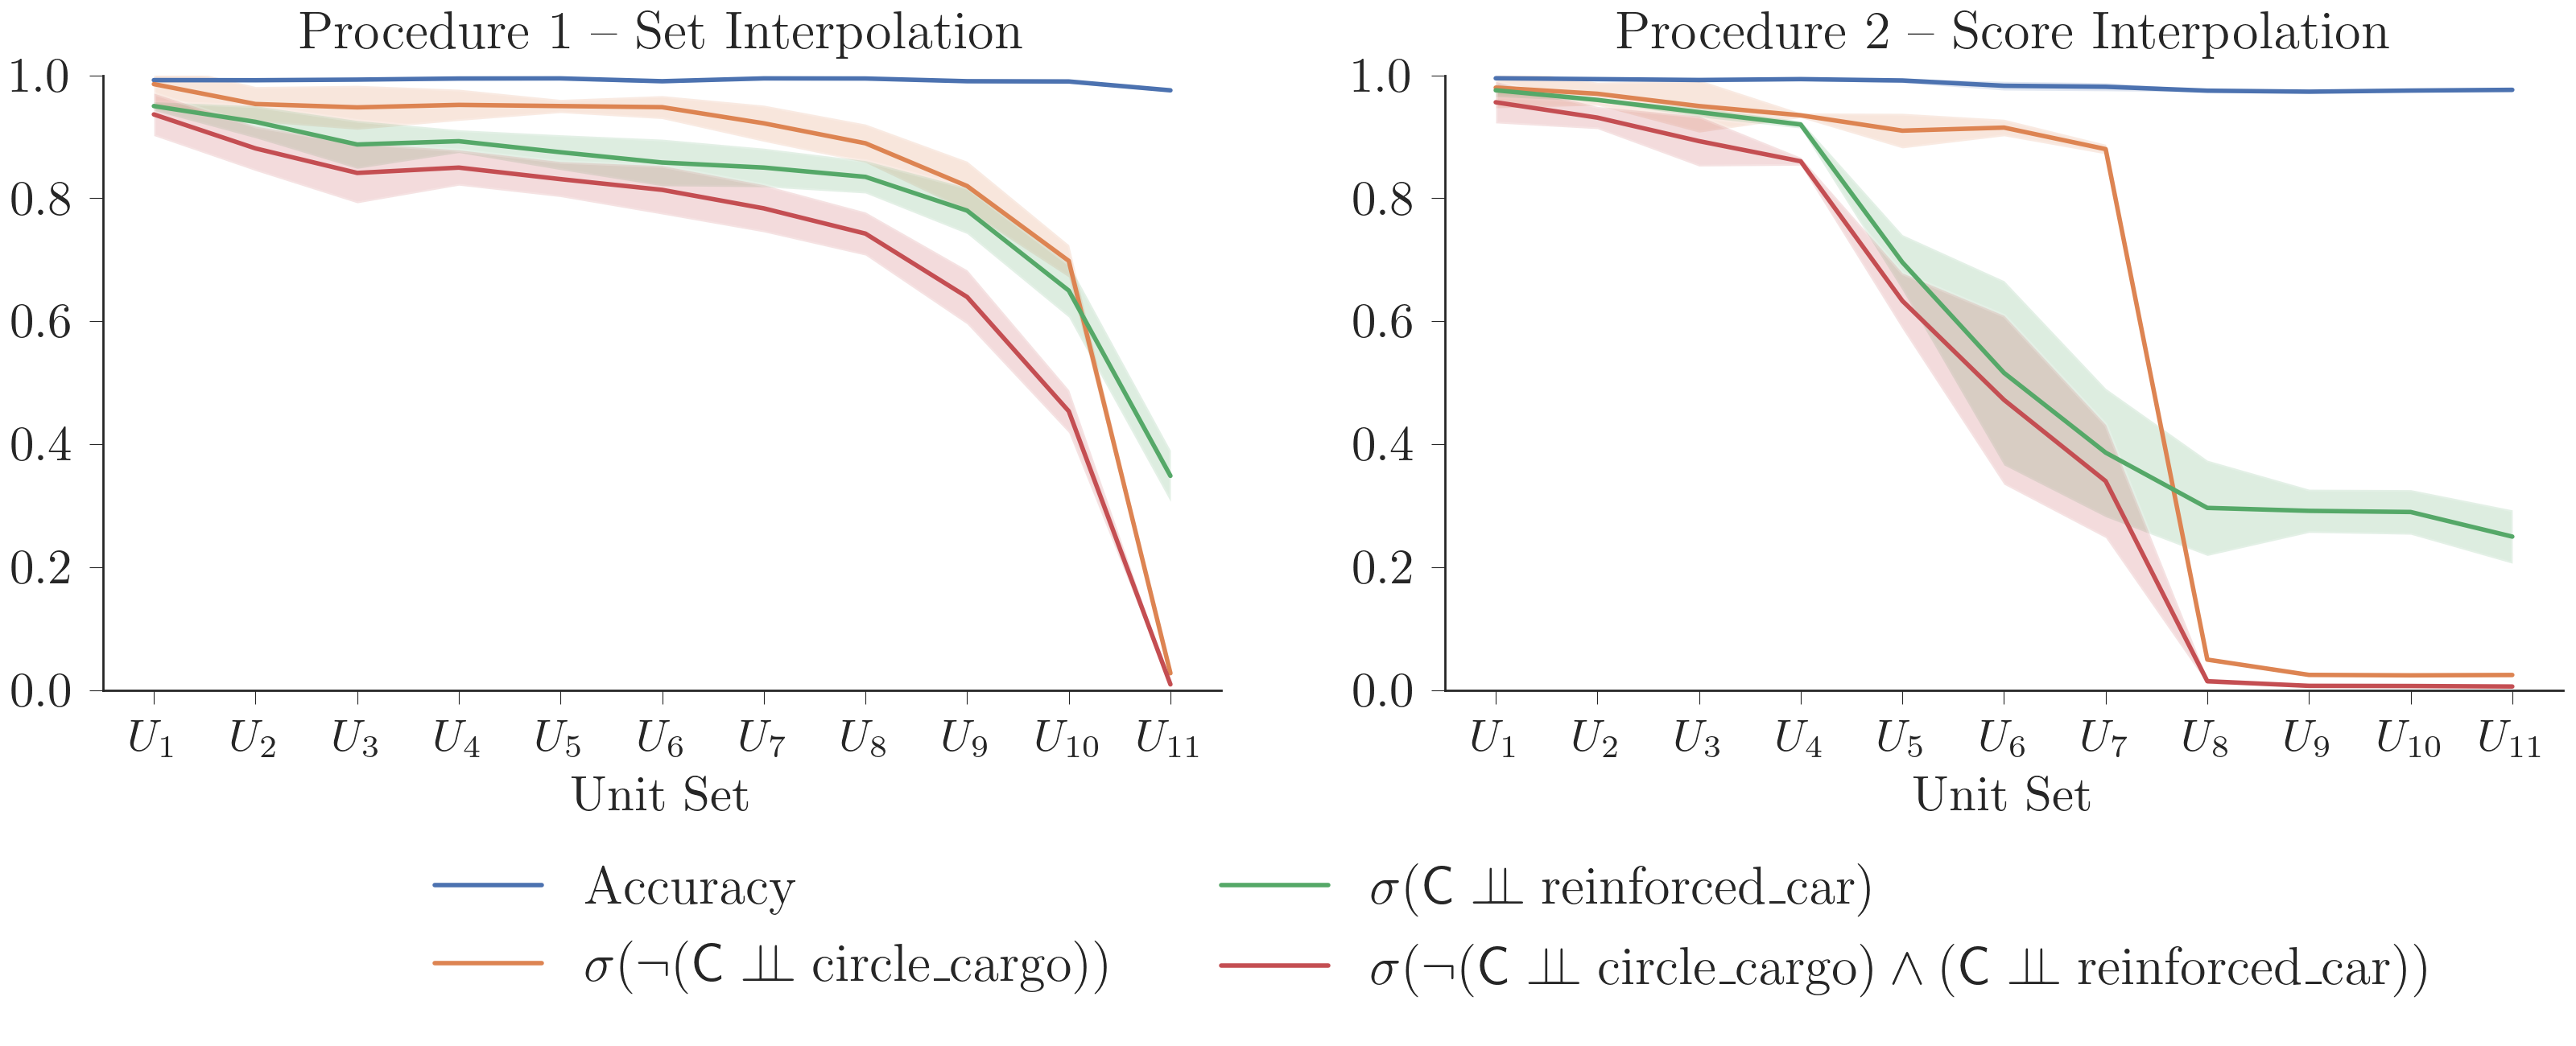 Procedure 1 – Set Interpolation
1.0
0.8
0.6
0.4
0.2
0.0
U₁ U₂ U₃ U₄ U₅ U₆ U₇ U₈ U₉ U₁₀ U₁₁
Unit Set
Procedure 2 – Score Interpolation
1.0
0.8
0.6
0.4
0.2
0.0
U₁ U₂ U₃ U₄ U₅ U₆ U₇ U₈ U₉ U₁₀ U₁₁
Unit Set
Accuracy
σ(¬(C ⫫ circle_cargo))
σ(C ⫫ reinforced_car)
σ(¬(C ⫫ circle_cargo) ∧ (C ⫫ reinforced_car))